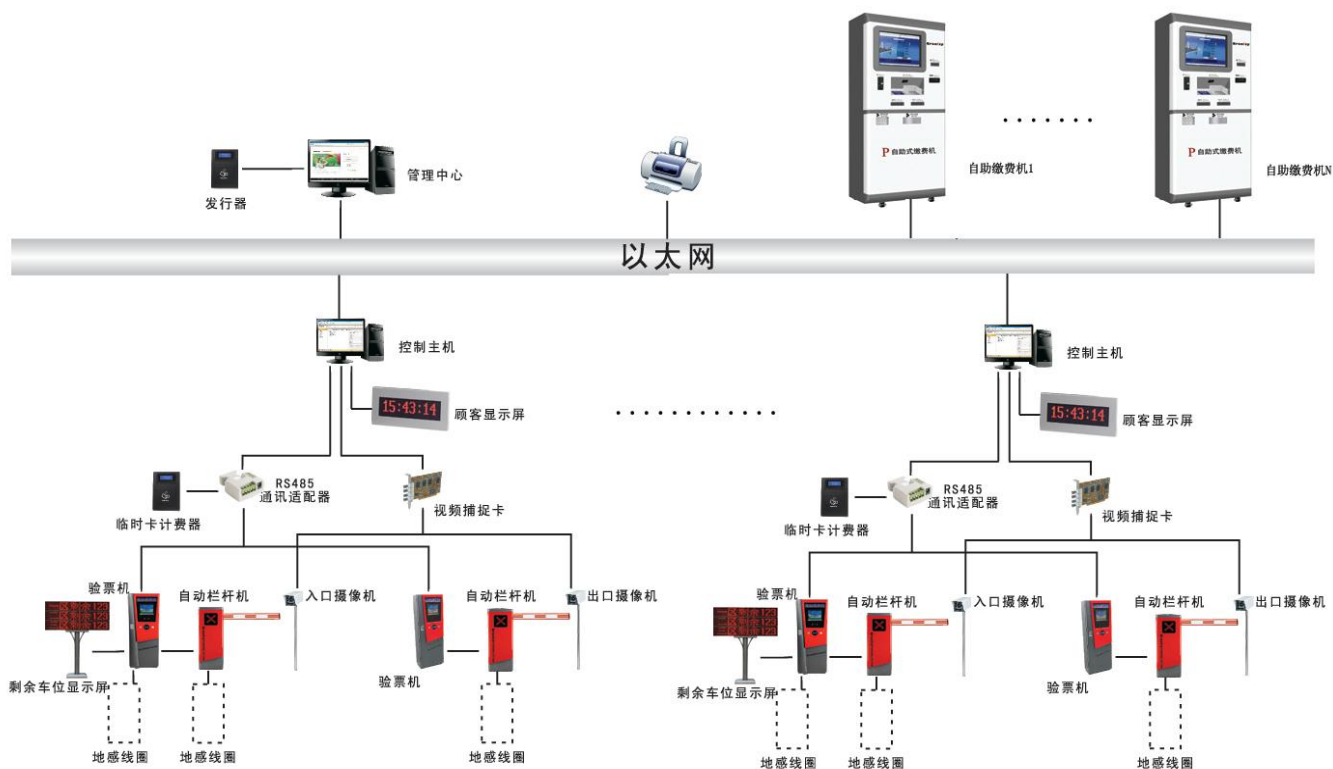 管理中心
发行器
P 自助式缴费机
自助缴费机1
P 自助式缴费机
自助缴费机N
以太网
控制主机
顾客显示屏
15:43:14
RS485
通讯适配器
临时卡计费器
视频捕捉卡
验票机
自动栏杆机
入口摄像机
出口摄像机
剩余车位显示屏
验票机
地感线圈
地感线圈
地感线圈
控制主机
顾客显示屏
15:43:14
RS485
通讯适配器
临时卡计费器
视频捕捉卡
验票机
自动栏杆机
入口摄像机
自动栏杆机
出口摄像机
剩余车位显示屏
验票机
地感线圈
地感线圈
地感线圈